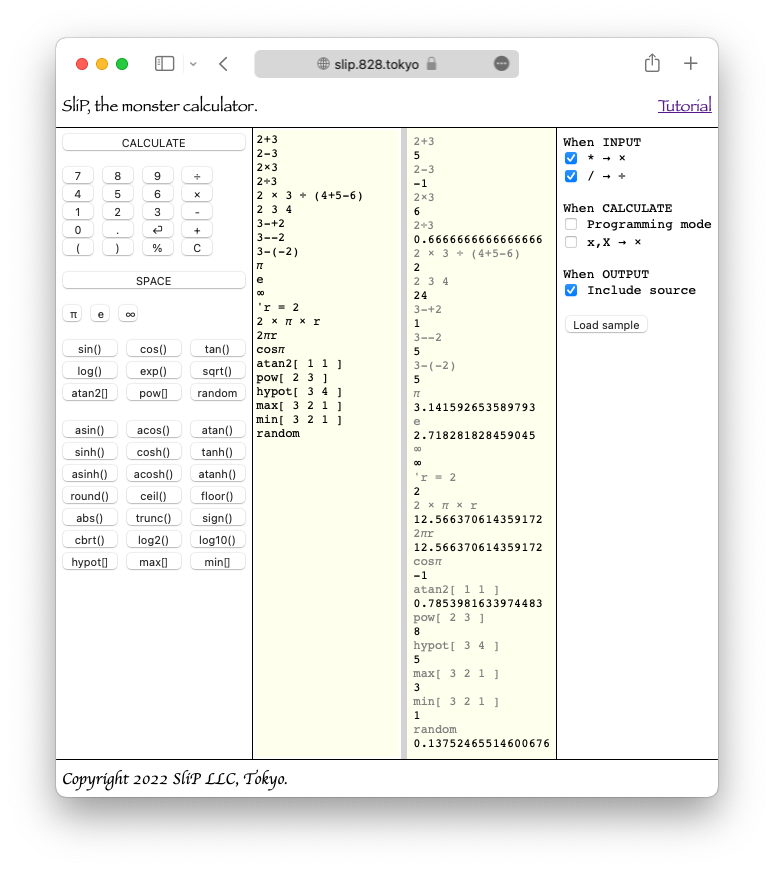 slip.828.tokyo
SliP, the monster calculator.
Tutorial
CALCULATE
7 8 9 ÷
4 5 6 ×
1 2 3 -
0 . ⏎ +
( ) % C
SPACE
π e ∞
sin() cos() tan()
log() exp() sqrt()
atan2[] pow[] random
asin() acos() atan()
sinh() cosh() tanh()
asinh() acosh() atanh()
round() ceil() floor()
abs() trunc() sign()
cbrt() log2() log10()
hypot[] max[] min[]
2+3
2-3
2×3
2÷3
2 × 3 ÷ (4+5-6)
2 3 4
3-+2
3--2
3-(-2)
π
e
∞
'r = 2
2 × π × r
2πr
cosπ
atan2[ 1 1 ]
pow[ 2 3 ]
hypot[ 3 4 ]
max[ 3 2 1 ]
min[ 3 2 1 ]
random
2+3
5
2-3
-1
2×3
6
2÷3
0.6666666666666666
2 × 3 ÷ (4+5-6)
2
2 3 4
24
3-+2
1
3--2
5
3-(-2)
5
π
3.141592653589793
e
2.718281828459045
∞
∞
'r = 2
2
2 × π × r
12.566370614359172
2πr
12.566370614359172
cosπ
-1
atan2[ 1 1 ]
0.7853981633974483
pow[ 2 3 ]
8
hypot[ 3 4 ]
5
max[ 3 2 1 ]
3
min[ 3 2 1 ]
1
random
0.13752465514600676
When INPUT
* → ×
/ → ÷
When CALCULATE
Programming mode
x,X → ×
When OUTPUT
Include source
Load sample
Copyright 2022 SliP LLC, Tokyo.